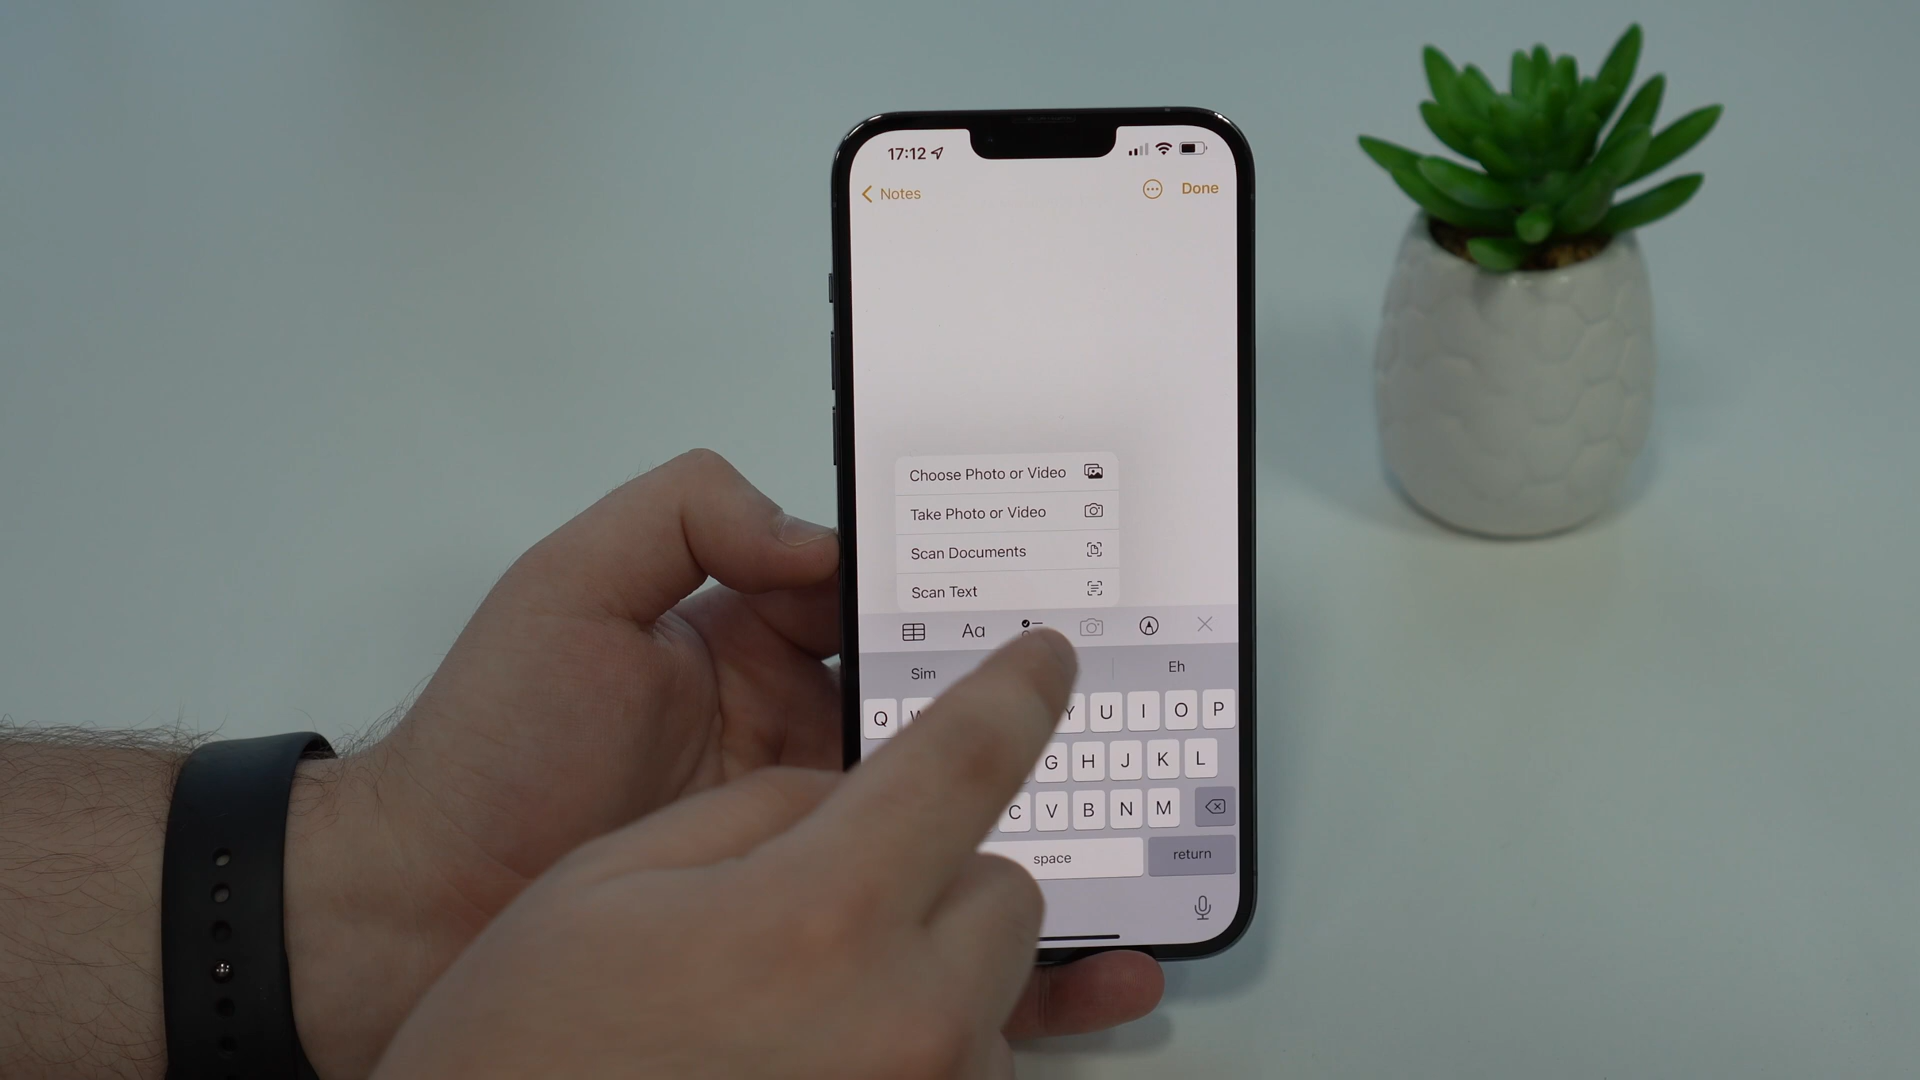 17:12
Notes
Done
Choose Photo or Video
Take Photo or Video
Scan Documents
Scan Text
Aa
Sim
Eh
Q W Y U I O P
G H J K L
C V B N M
space
return